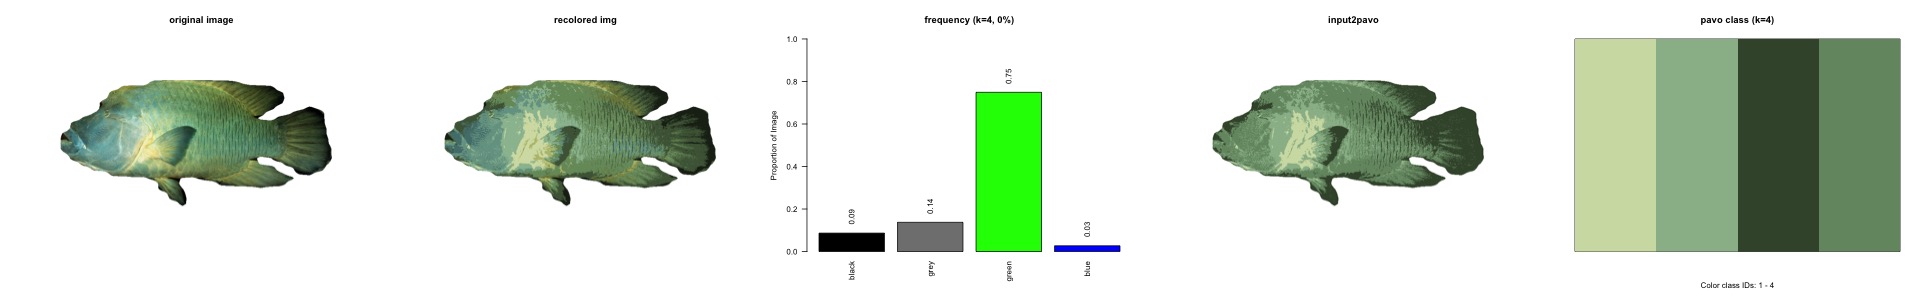 original image
recolored img
frequency (k=4, 0%)
input2pavo
pavo class (k=4)
Proportion of Image
1.0
0.8
0.6
0.4
0.2
0.0
0.09
0.14
0.75
0.03
black
grey
green
blue
Color class IDs: 1 - 4